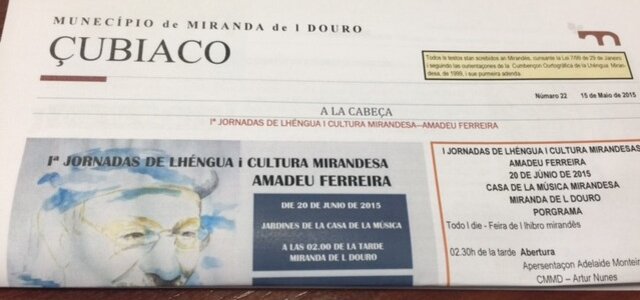 MUNECÍPIO de MIRANDA de l DOURO
ÇUBIACO
Todos ls testos stan screbidos an Mirandés, cunsante la Lei 7/99 de 29 de Janeiro
i seguindo las ourientaçones de la Cumbençon Ourtográfica de la Lhéngua Miran-
desa, de 1999, i sue purmeira adenda.
Númaro 22 15 de Maio de 2015
A LA CABEÇA
Iª JORNADAS DE LHÉNGUA I CULTURA MIRANDESA--AMADEU FERREIRA
Iª JORNADAS DE LHÉNGUA i CULTURA MIRANDESA
AMADEU FERREIRA
DIE 20 DE JUNIO DE 2015
JARDINES DE LA CASA DE LA MÚSICA
A LAS 02.00 DE LA TARDE
MIRANDA DE L DOURO
I JORNADAS DE LHÉNGUA I CULTURA MIRANDESAS
AMADEU FERREIRA
20 DE JÚNIO DE 2015
CASA DE LA MÚSICA MIRANDESA
MIRANDA DE L DOURO
PORGRAMA
Todo l die - Feira de l lhibro mirandés
02.30h de la tarde Abertura
Apersentaçon Adelaide Monteir
CMMD – Artur Nunes